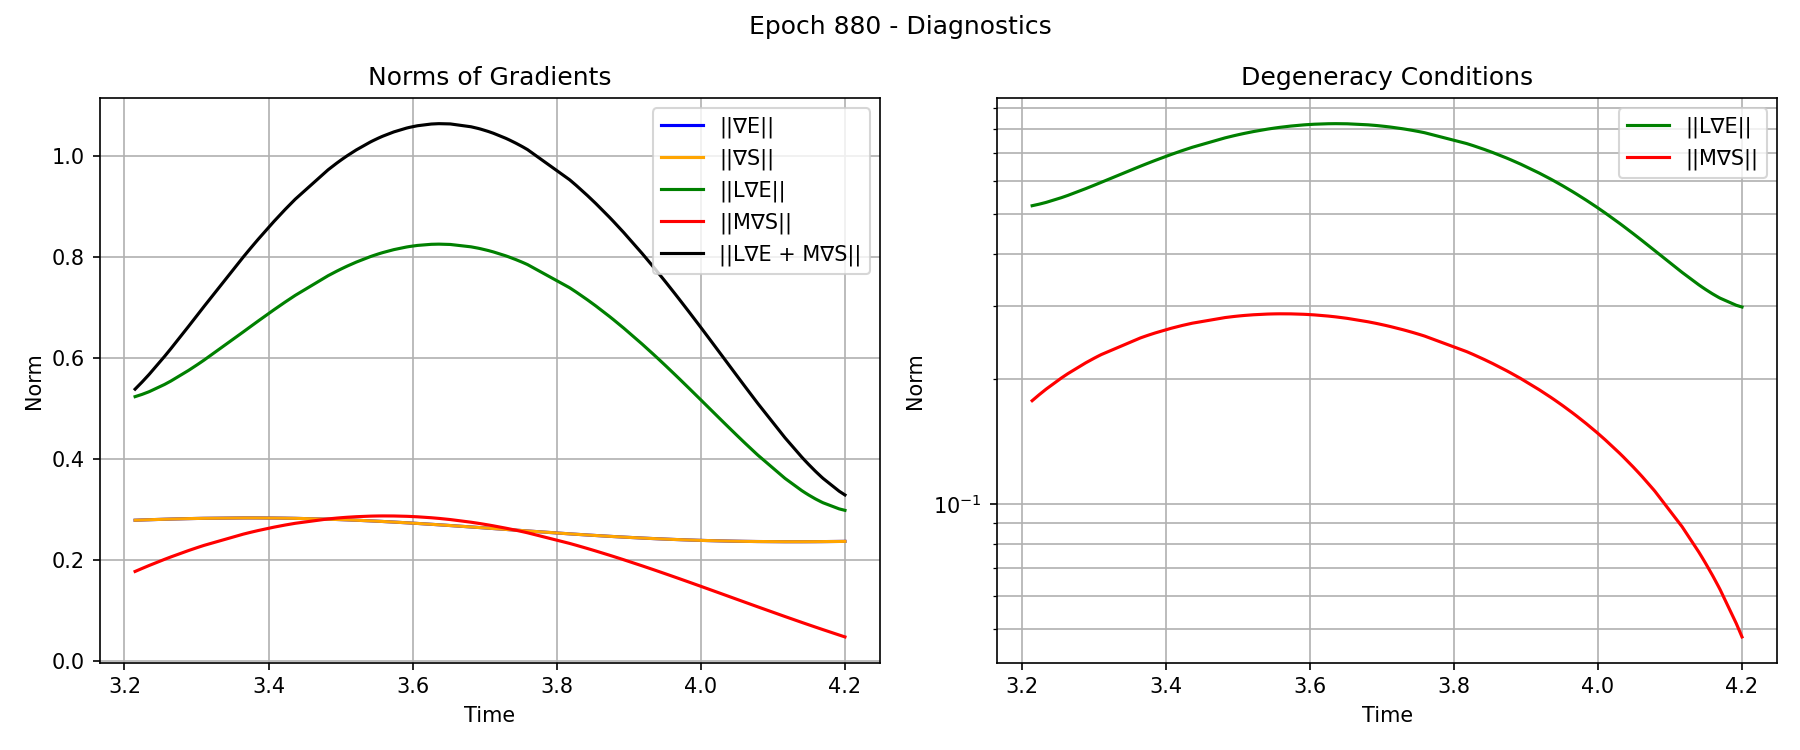 Epoch 880 - Diagnostics
Norms of Gradients
Norm
1.0
0.8
0.6
0.4
0.2
0.0
3.2 3.4 3.6 3.8 4.0 4.2
Time
||∇E||
||∇S||
||L∇E||
||M∇S||
||L∇E + M∇S||
Degeneracy Conditions
Norm
10⁻¹
3.2 3.4 3.6 3.8 4.0 4.2
Time
||L∇E||
||M∇S||